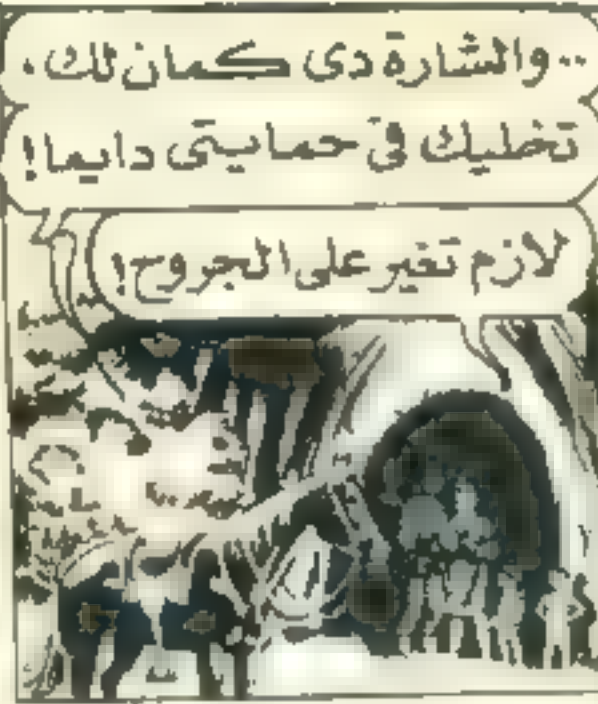 ..والشارة دى كمان لك،
تخليك فى حمايتى دايما!
لازم تغير على الجروح!